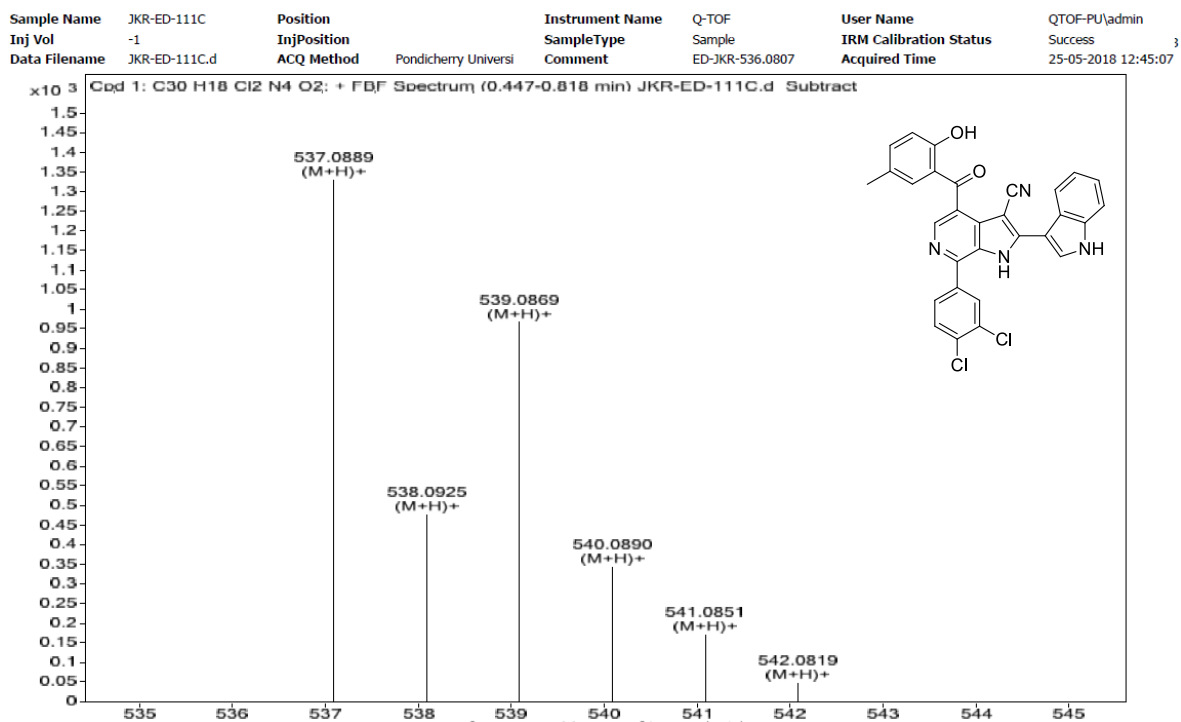 Sample Name JKR-ED-111C Position Instrument Name Q-TOF User Name QTOF-PU\admin
Inj Vol -1 InjPosition SampleType Sample IRM Calibration Status Success 3
Data Filename JKR-ED-111C.d ACQ Method Pondicherry Universi Comment ED-JKR-536.0807 Acquired Time 25-05-2018 12:45:07
x10 3 Cpd 1: C30 H18 Cl2 N4 O2: + FBF Spectrum (0.447-0.818 min) JKR-ED-111C.d Subtract
1.5
1.45
1.4
1.35
1.3
1.25
1.2
1.15
1.1
1.05
1
0.95
0.9
0.85
0.8
0.75
0.7
0.65
0.6
0.55
0.5
0.45
0.4
0.35
0.3
0.25
0.2
0.15
0.1
0.05
0
537.0889
(M+H)+
538.0925
(M+H)+
539.0869
(M+H)+
540.0890
(M+H)+
541.0851
(M+H)+
542.0819
(M+H)+
OH
O
CN
N
N
H
NH
Cl
Cl
535 536 537 538 539 540 541 542 543 544 545